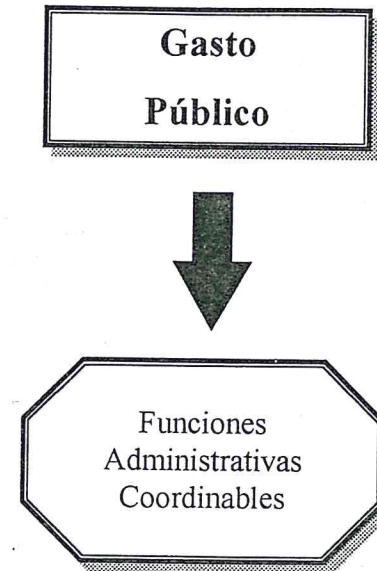 Gasto
Público
Funciones
Administrativas
Coordinables